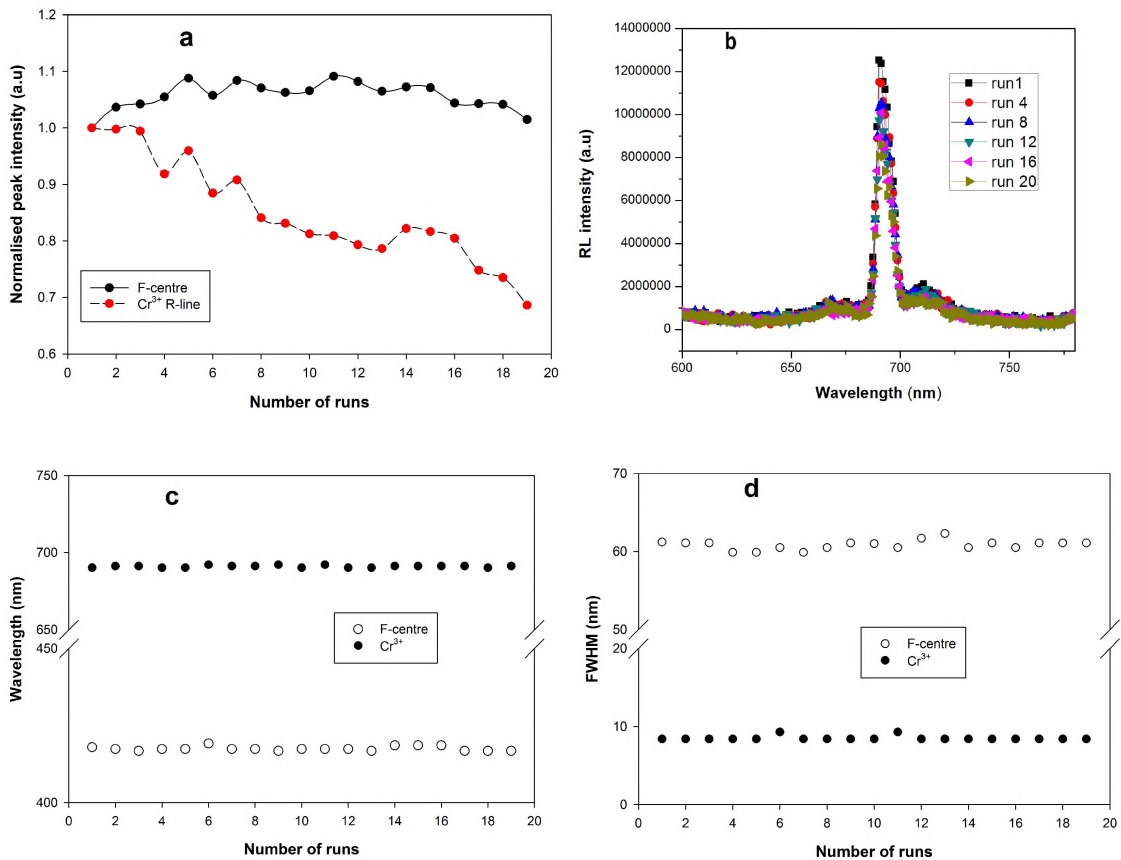 a
1.2
1.1
1.0
0.9
0.8
0.7
0.6
Normalised peak intensity (a.u)
F-centre
Cr³⁺ R-line
0 2 4 6 8 10 12 14 16 18 20
Number of runs
b
14000000
12000000
10000000
8000000
6000000
4000000
2000000
0
RL intensity (a.u)
run1
run 4
run 8
run 12
run 16
run 20
600 650 700 750
Wavelength (nm)
c
750
700
650
450
400
Wavelength (nm)
F-centre
Cr³⁺
0 2 4 6 8 10 12 14 16 18 20
Number of runs
d
70
60
50
20
10
0
FWHM (nm)
F-centre
Cr³⁺
0 2 4 6 8 10 12 14 16 18 20
Number of runs